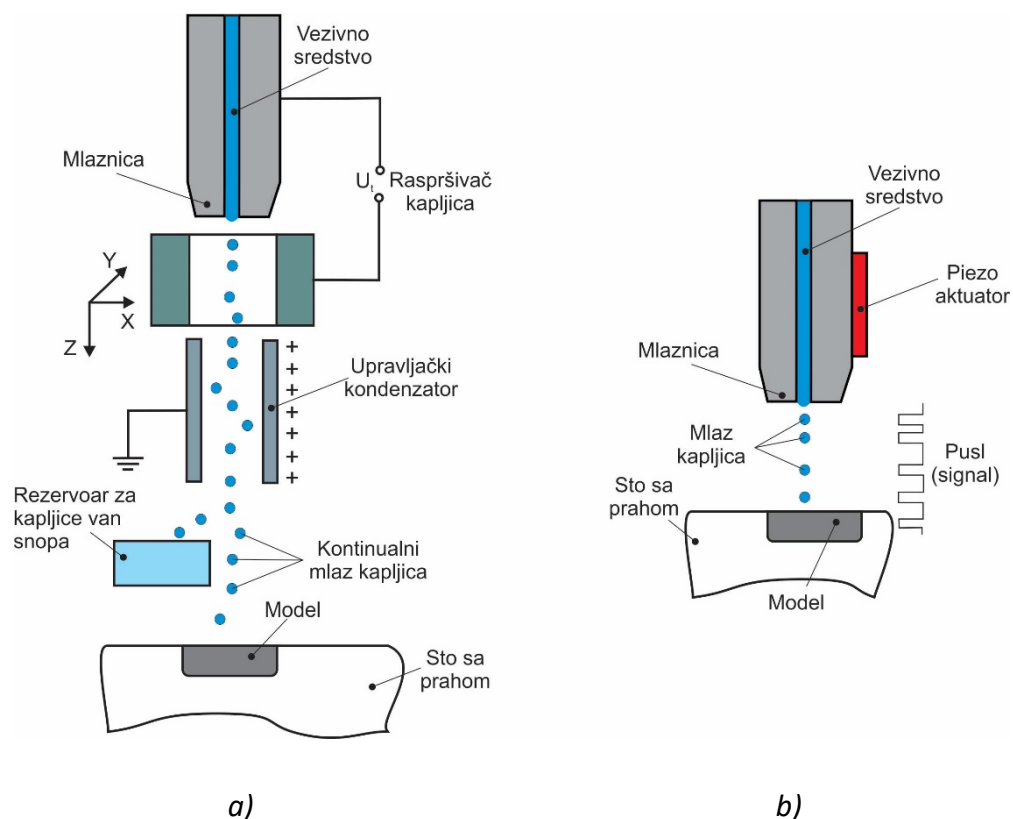 Vezivno
sredstvo
Mlaznica
Uₜ
Raspršivač
kapljica
Y
X
Z
+
+
+
+
+
+
+
Upravljački
kondenzator
Rezervoar za
kapljice van
snopa
Kontinualni
mlaz kapljica
Model
Sto sa
prahom
a)
Vezivno
sredstvo
Piezo
aktuator
Mlaznica
Mlaz
kapljica
Pusl
(signal)
Sto sa
prahom
Model
b)